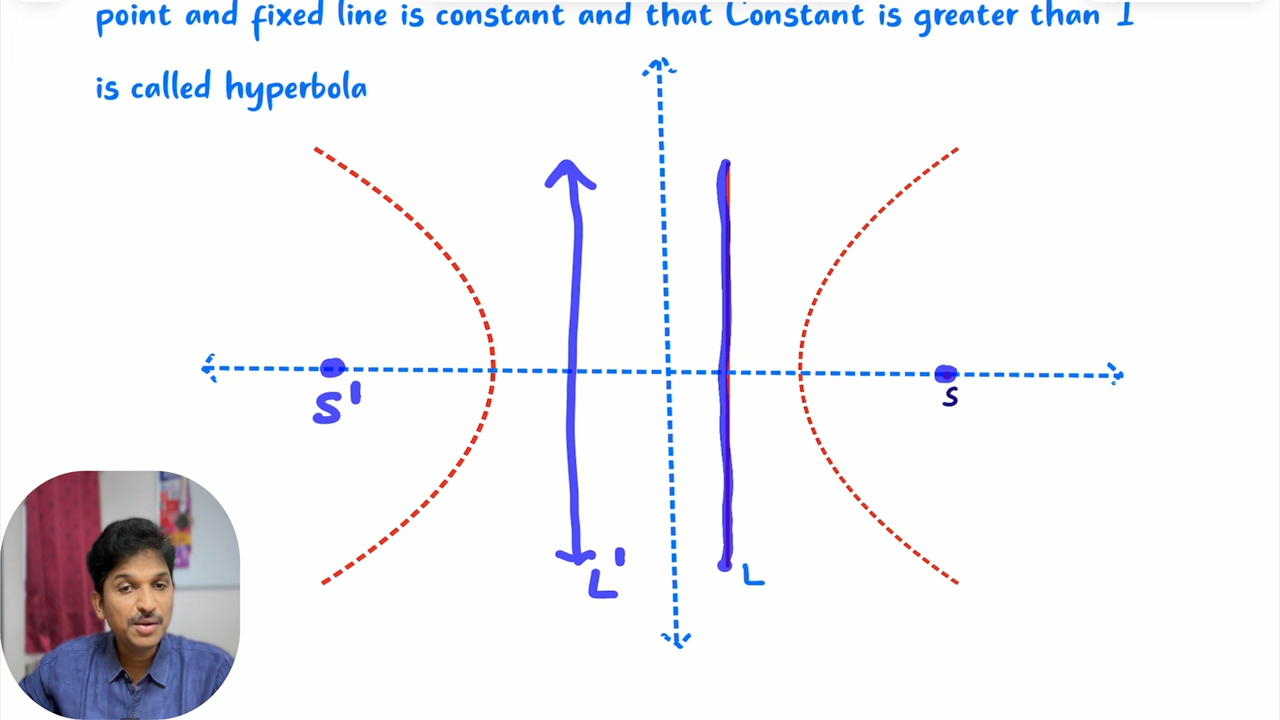 point and fixed line is constant and that Constant is greater than 1
is called hyperbola
S'
S
L'
L